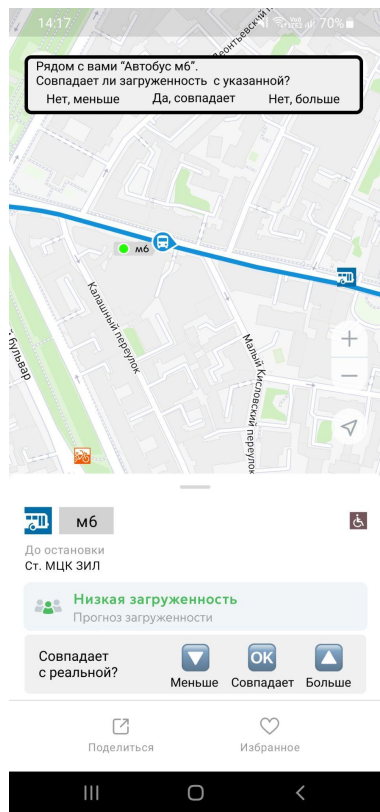 14:17
70%
Рядом с вами "Автобус м6".
Совпадает ли загруженность с указанной?
Нет, меньше Да, совпадает Нет, больше
м6
Калашный переулок
Малый Кисловский переулок
бульвар
м6
До остановки
Ст. МЦК ЗИЛ
Низкая загруженность
Прогноз загруженности
Совпадает
с реальной?
OK
Меньше Совпадает Больше
Поделиться Избранное